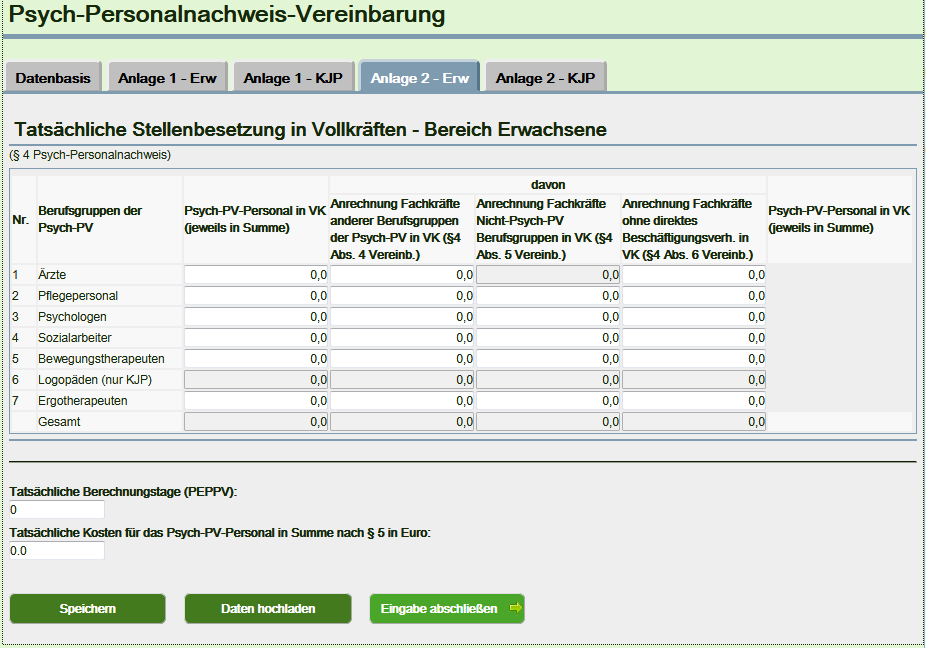 Psych-Personalnachweis-Vereinbarung
Datenbasis Anlage 1 - Erw Anlage 1 - KJP Anlage 2 - Erw Anlage 2 - KJP
Tatsächliche Stellenbesetzung in Vollkräften - Bereich Erwachsene
(§ 4 Psych-Personalnachweis)
Nr.
Berufsgruppen der
Psych-PV
Psych-PV-Personal in VK
(jeweils in Summe)
davon
Anrechnung Fachkräfte
anderer Berufsgruppen
der Psych-PV in VK (§4
Abs. 4 Vereinb.)
Anrechnung Fachkräfte
Nicht-Psych-PV
Berufsgruppen in VK (§4
Abs. 5 Vereinb.)
Anrechnung Fachkräfte
ohne direktes
Beschäftigungsverh. in
VK (§4 Abs. 6 Vereinb.)
Psych-PV-Personal in VK
(jeweils in Summe)
1 Ärzte 0,0 0,0 0,0 0,0
2 Pflegepersonal 0,0 0,0 0,0 0,0
3 Psychologen 0,0 0,0 0,0 0,0
4 Sozialarbeiter 0,0 0,0 0,0 0,0
5 Bewegungstherapeuten 0,0 0,0 0,0 0,0
6 Logopäden (nur KJP) 0,0 0,0 0,0 0,0
7 Ergotherapeuten 0,0 0,0 0,0 0,0
Gesamt 0,0 0,0 0,0 0,0
Tatsächliche Berechnungstage (PEPPV):
0
Tatsächliche Kosten für das Psych-PV-Personal in Summe nach § 5 in Euro:
0.0
Speichern Daten hochladen Eingabe abschließen